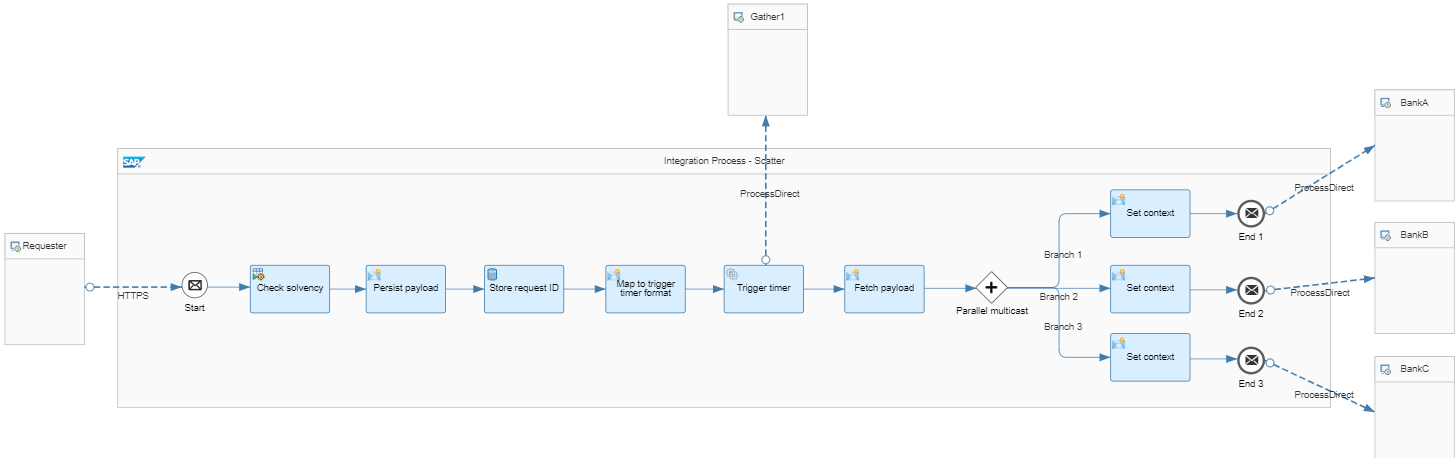 Gather1
BankA
SAP
Integration Process - Scatter
ProcessDirect
ProcessDirect
Set context
End 1
Requester
BankB
Branch 1
HTTPS
Start
Check solvency
Persist payload
Store request ID
Map to trigger
timer format
Trigger timer
Fetch payload
Parallel multicast
Branch 2
Set context
End 2
ProcessDirect
Branch 3
Set context
End 3
BankC
ProcessDirect